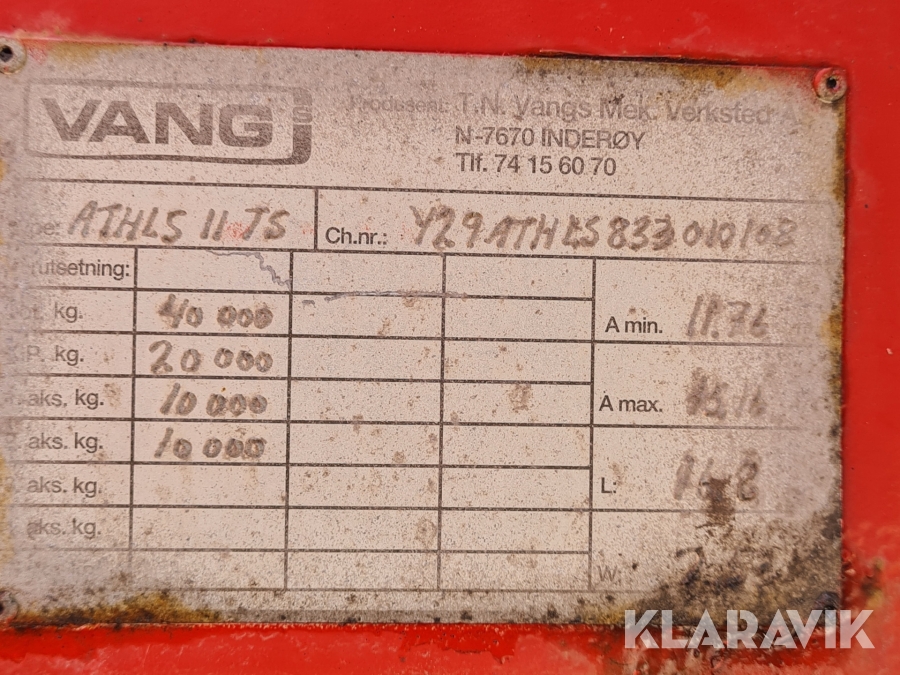 VANG
Produsent: T.N. Vangs Mek. Verksted
N-7670 INDERØY
Tlf. 74 15 60 70
ATHLS 11 JS
Ch.nr.: Y29ATHLS833010108
utsetning:
kg. 40 000
A min. 11.76
P. kg. 20 000
aks. kg. 10 000
A max.
aks. kg. 10 000
aks. kg.
L.
aks. kg.
W.
KLARAVIK